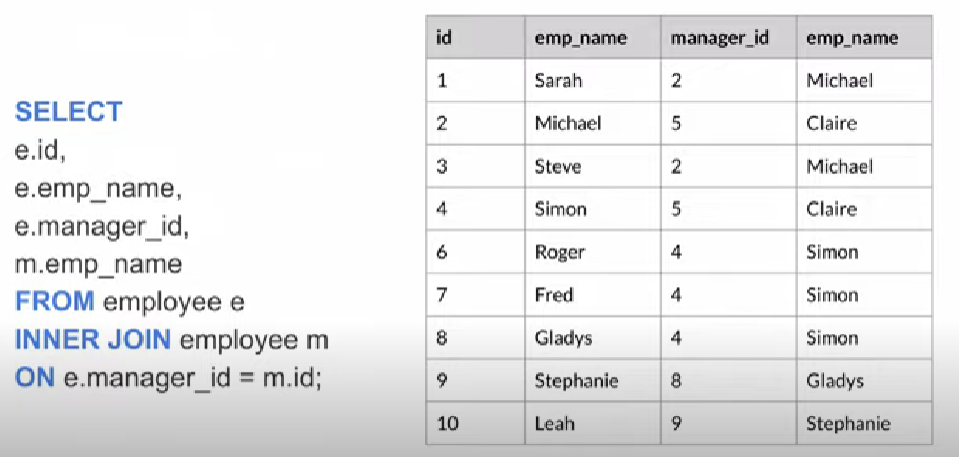 SELECT
e.id,
e.emp_name,
e.manager_id,
m.emp_name
FROM employee e
INNER JOIN employee m
ON e.manager_id = m.id;
id emp_name manager_id emp_name
1 Sarah 2 Michael
2 Michael 5 Claire
3 Steve 2 Michael
4 Simon 5 Claire
6 Roger 4 Simon
7 Fred 4 Simon
8 Gladys 4 Simon
9 Stephanie 8 Gladys
10 Leah 9 Stephanie